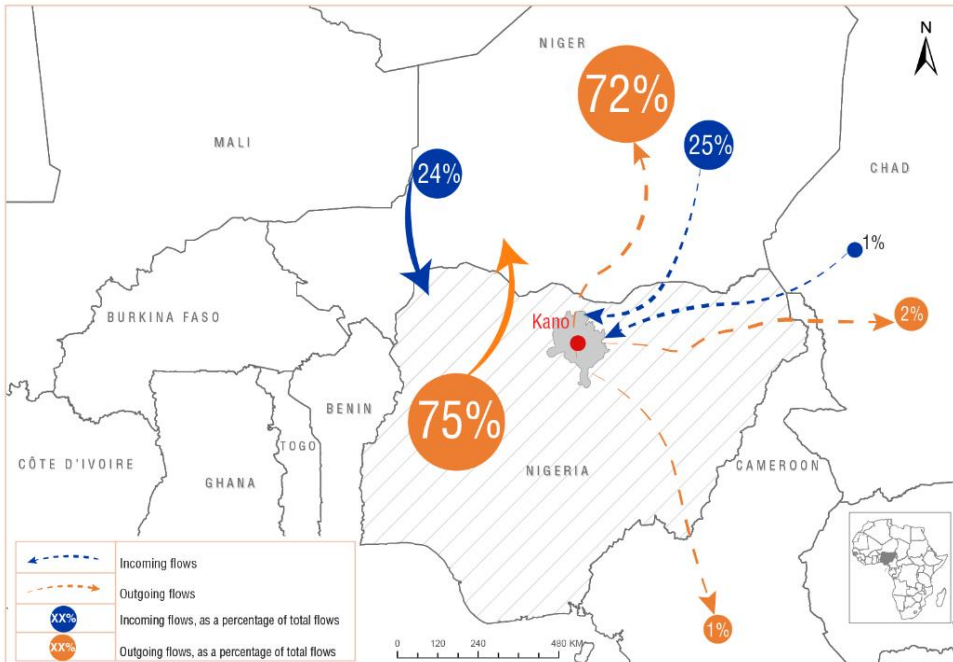 NIGER
72%
MALI
24%
25%
CHAD
1%
BURKINA FASO
Kano
2%
75%
BENIN
TOGO
CÔTE D'IVOIRE
GHANA
NIGERIA
CAMEROON
N
Incoming flows
Outgoing flows
XX% Incoming flows, as a percentage of total flows
XX% Outgoing flows, as a percentage of total flows
0 120 240 480 KM
1%